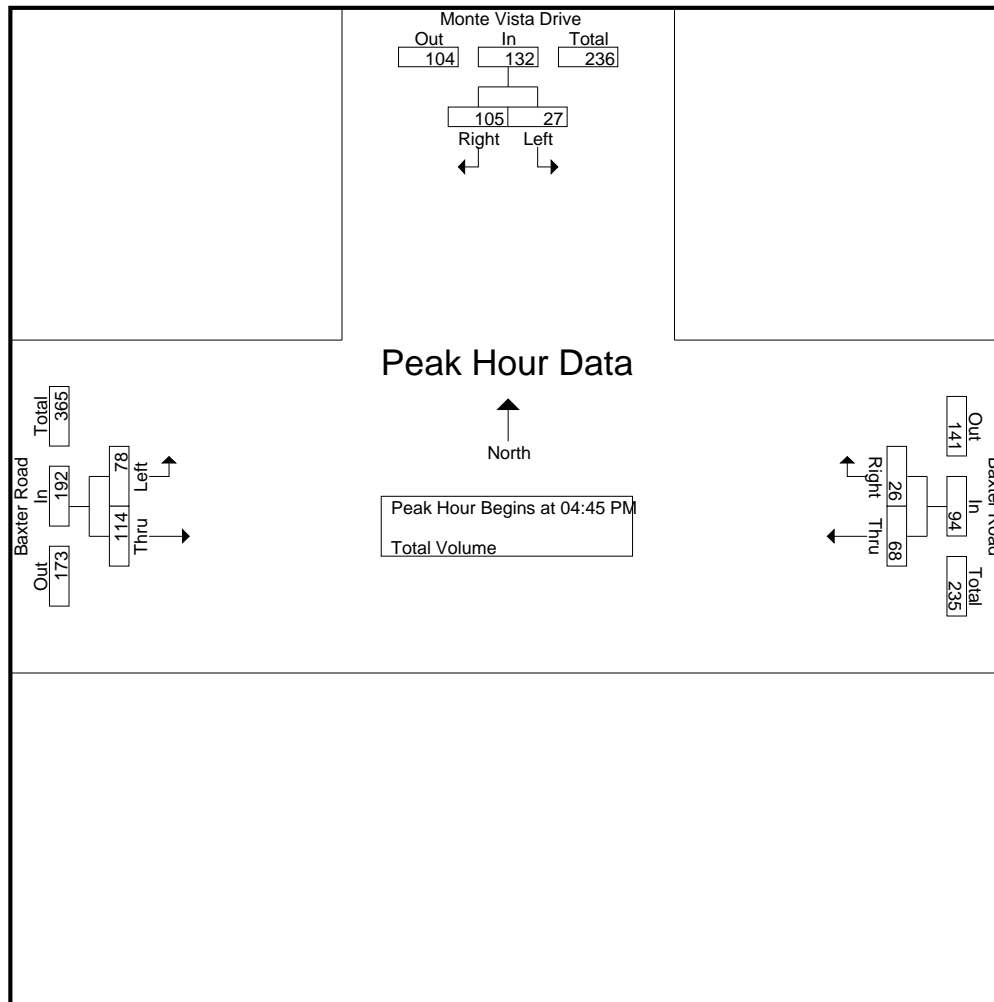 Monte Vista Drive
Out In Total
104 132 236
105 27
Right Left
Peak Hour Data
North
Peak Hour Begins at 04:45 PM
Total Volume
Baxter Road
Out In Total
173 192 365
Thru Left
114 78
Baxter Road
Out In Total
141 94 235
Right Thru
26 68